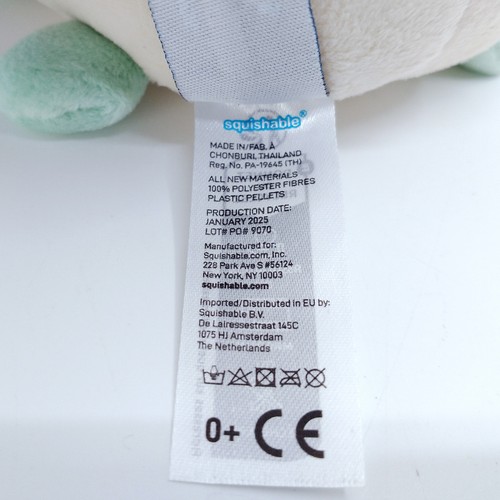 squishable®
MADE IN/FAB. À
CHONBURI, THAILAND
Reg. No. PA-19645 (TH)
ALL NEW MATERIALS
100% POLYESTER FIBRES
PLASTIC PELLETS
PRODUCTION DATE:
JANUARY 2025
LOT# PO# 9070
Manufactured for:
Squishable.com, Inc.
228 Park Ave S #56124
New York, NY 10003
squishable.com
Imported/Distributed in EU by:
Squishable B.V.
De Lairessestraat 145C
1075 HJ Amsterdam
The Netherlands
0+ CE